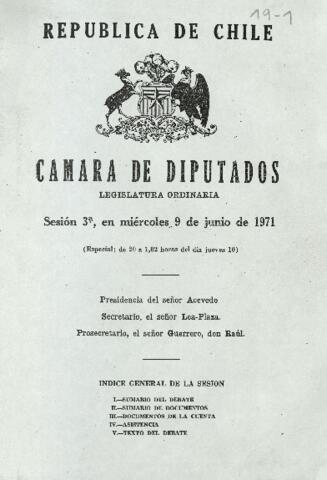 19-1
REPUBLICA DE CHILE
CAMARA DE DIPUTADOS
LEGISLATURA ORDINARIA
Sesión 3ª, en miércoles 9 de junio de 1971
(Especial: de 20 a 1,82 horas del día jueves 10)
Presidencia del señor Acevedo
Secretario, el señor Lea-Plaza.
Prosecretario, el señor Guerrero, don Raúl.
INDICE GENERAL DE LA SESION
I.—SUMARIO DEL DEBATE
II.—SUMARIO DE DOCUMENTOS
III.—DOCUMENTOS DE LA CUENTA
IV.—ASISTENCIA
V.—TEXTO DEL DEBATE